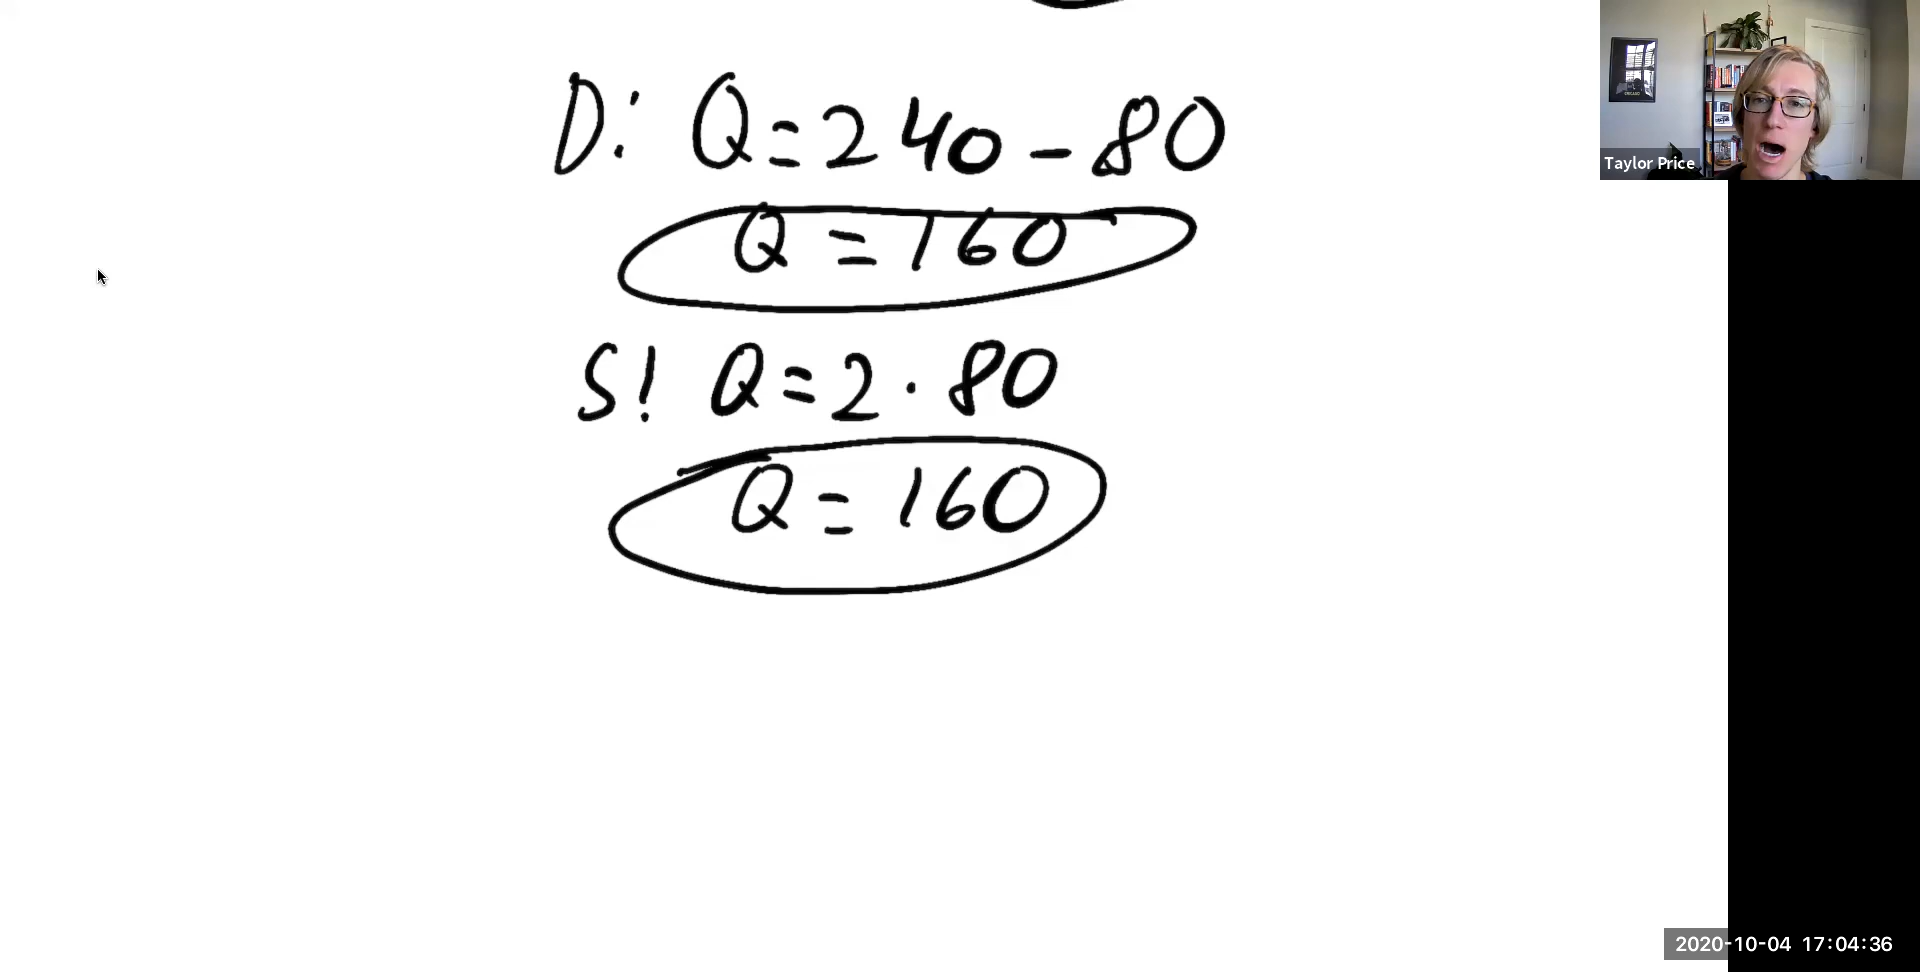 D: Q = 240 - 80
Q = 160
S! Q = 2 · 80
Q = 160
Taylor Price
2020-10-04 17:04:36